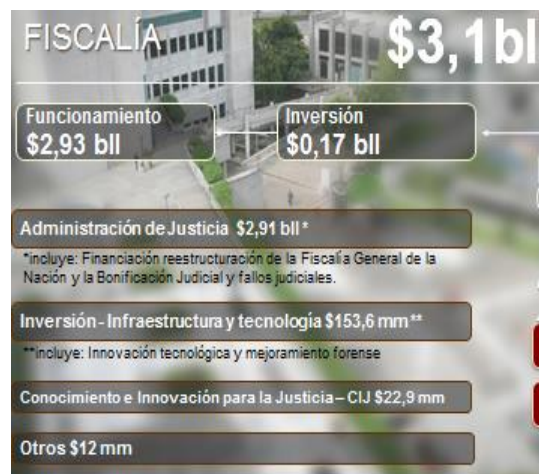 FISCALÍA
$3,1bl
Funcionamiento
$2,93 bll
Inversión
$0,17 bll
Administración de Justicia $2,91 bll*
*incluye: Financiación reestructuración de la Fiscalía General de la
Nación y la Bonificación Judicial y fallos judiciales.
Inversión - Infraestructura y tecnología $153,6 mm**
**incluye: Innovación tecnológica y mejoramiento forense
Conocimiento e Innovación para la Justicia – CIJ $22,9 mm
Otros $12 mm